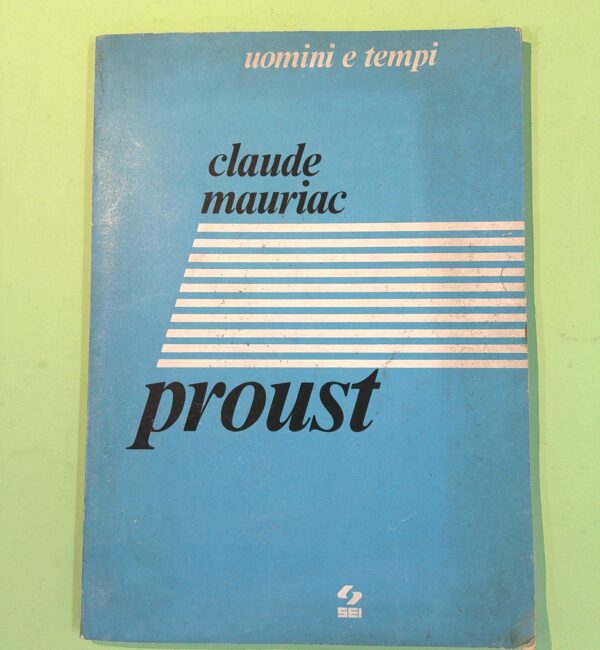 uomini e tempi
claude
mauriac
proust
SEI